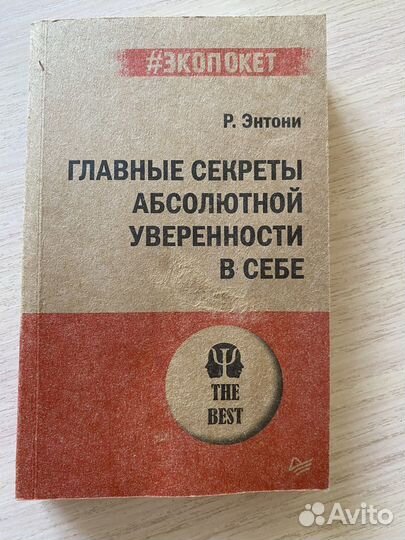 #ЭКОПОКЕТ
Р. Энтони
ГЛАВНЫЕ СЕКРЕТЫ
АБСОЛЮТНОЙ
УВЕРЕННОСТИ
В СЕБЕ
Ψ
THE
BEST
Avito